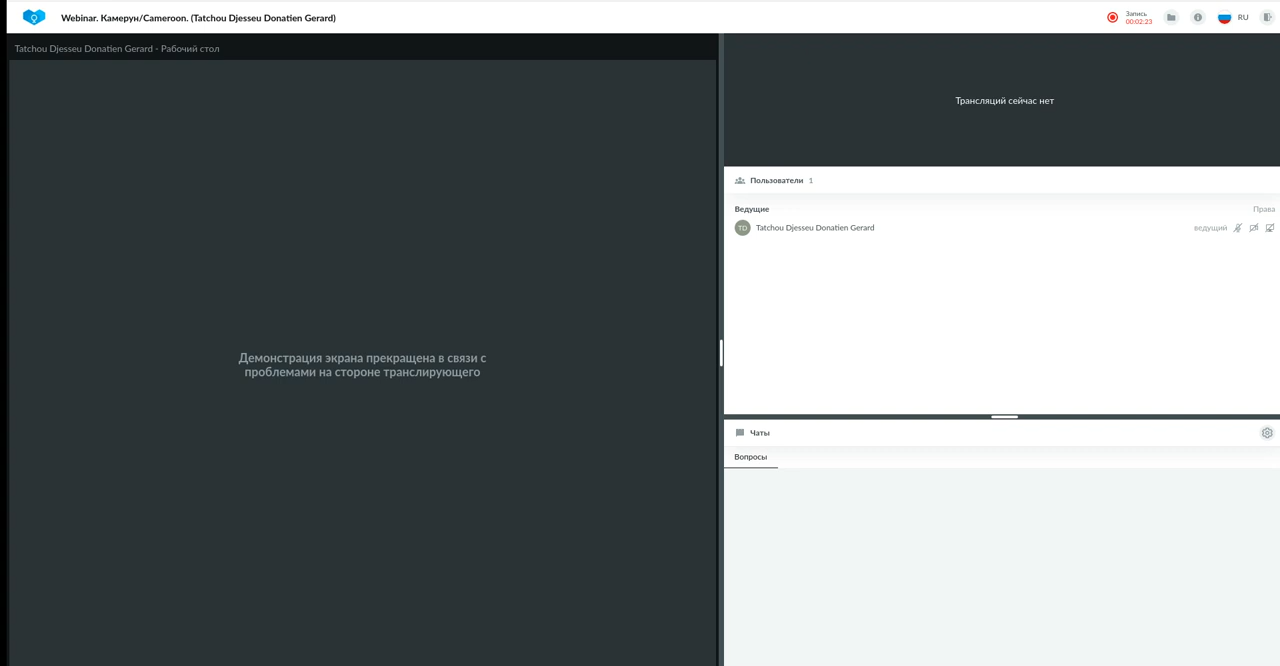 Webinar. Камерун/Cameroon. (Tatchou Djesseu Donatien Gerard)
Запись
00:02:23
RU
Tatchou Djesseu Donatien Gerard - Рабочий стол
Трансляций сейчас нет
Пользователи 1
Ведущие Права
TD Tatchou Djesseu Donatien Gerard ведущий
Демонстрация экрана прекращена в связи с
проблемами на стороне транслирующего
Чаты
Вопросы